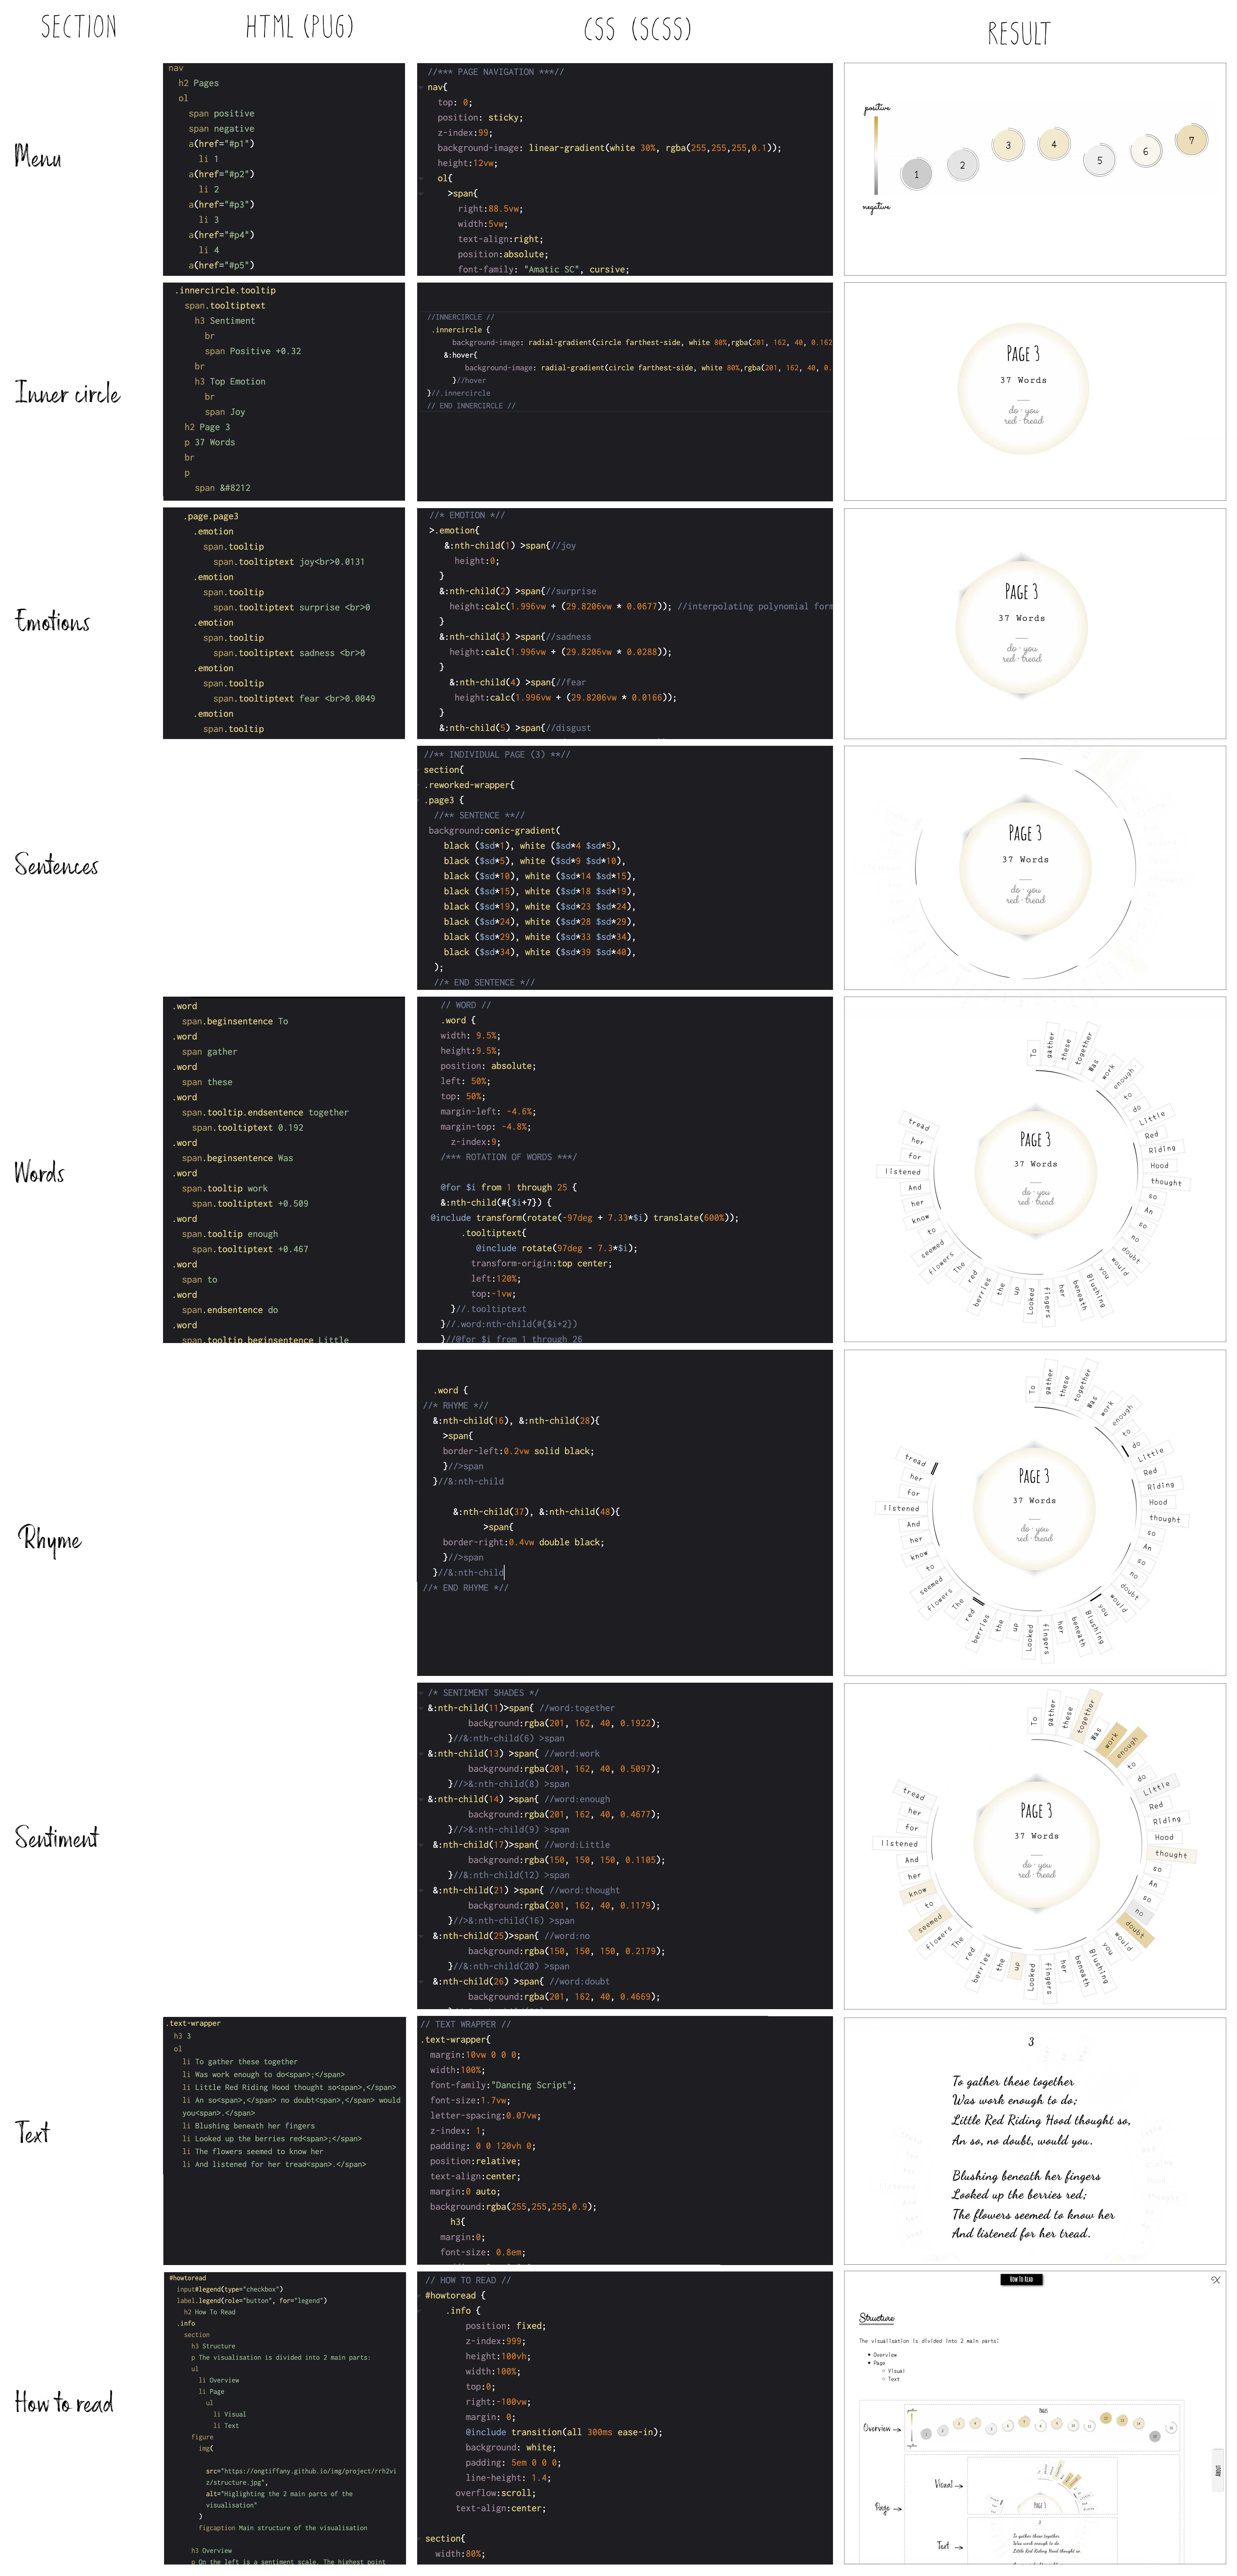 SECTION
HTML (PUG)
CSS (SCSS)
RESULT
Menu
nav
h2 Pages
ol
span positive
span negative
a(href="#p1")
li 1
a(href="#p2")
li 2
a(href="#p3")
li 3
a(href="#p4")
li 4
a(href="#p5")
//*** PAGE NAVIGATION ***//
nav{
top: 0;
position: sticky;
z-index:99;
background-image: linear-gradient(white 30%, rgba(255,255,255,0.1));
height:12vw;
ol{
>span{
right:88.5vw;
width:5vw;
text-align:right;
position:absolute;
font-family: "Amatic SC", cursive;
positive
negative
1
2
3
4
5
6
7
Inner circle
.innercircle.tooltip
span.tooltiptext
h3 Sentiment
br
span Positive +0.32
br
h3 Top Emotion
br
span Joy
h2 Page 3
p 37 Words
br
p
span &#8212
//INNERCIRCLE //
.innercircle {
background-image: radial-gradient(circle farthest-side, white 80%,rgba(201, 162, 40, 0.162
&:hover{
background-image: radial-gradient(circle farthest-side, white 80%,rgba(201, 162, 40, 0.
}//hover
}//.innercircle
// END INNERCIRCLE //
PAGE 3
37 Words
do · you
red · tread
Emotions
.page.page3
.emotion
span.tooltip
span.tooltiptext joy<br>0.0131
.emotion
span.tooltip
span.tooltiptext surprise <br>0
.emotion
span.tooltip
span.tooltiptext sadness <br>0
.emotion
span.tooltip
span.tooltiptext fear <br>0.0049
.emotion
span.tooltip
//* EMOTION *//
>.emotion{
&:nth-child(1) >span{//joy
height:0;
}
&:nth-child(2) >span{//surprise
height:calc(1.996vw + (29.8206vw * 0.0677)); //interpolating polynomial form
}
&:nth-child(3) >span{//sadness
height:calc(1.996vw + (29.8206vw * 0.0288));
}
&:nth-child(4) >span{//fear
height:calc(1.996vw + (29.8206vw * 0.0166));
}
&:nth-child(5) >span{//disgust
PAGE 3
37 Words
do · you
red · tread
Sentences
//** INDIVIDUAL PAGE (3) **//
section{
.reworked-wrapper{
.page3 {
//** SENTENCE **//
background:conic-gradient(
black ($sd*1), white ($sd*4 $sd*5),
black ($sd*5), white ($sd*9 $sd*10),
black ($sd*10), white ($sd*14 $sd*15),
black ($sd*15), white ($sd*18 $sd*19),
black ($sd*19), white ($sd*23 $sd*24),
black ($sd*24), white ($sd*28 $sd*29),
black ($sd*29), white ($sd*33 $sd*34),
black ($sd*34), white ($sd*39 $sd*40),
);
//* END SENTENCE *//
PAGE 3
37 Words
do · you
red · tread
Words
.word
span.beginsentence To
.word
span gather
.word
span these
.word
span.tooltip.endsentence together
span.tooltiptext 0.192
.word
span.beginsentence Was
.word
span.tooltip work
span.tooltiptext +0.509
.word
span.tooltip enough
span.tooltiptext +0.467
.word
span to
.word
span.endsentence do
.word
span.tooltip.beginsentence Little
// WORD //
.word {
width: 9.5%;
height:9.5%;
position: absolute;
left: 50%;
top: 50%;
margin-left: -4.6%;
margin-top: -4.8%;
z-index:9;
/*** ROTATION OF WORDS ***/
@for $i from 1 through 25 {
&:nth-child(#{$i+7}) {
@include transform(rotate(-97deg + 7.33*$i) translate(600%));
.tooltiptext{
@include rotate(97deg - 7.3*$i);
transform-origin:top center;
left:120%;
top:-1vw;
}//.tooltiptext
}//.word:nth-child(#{$i+2})
}//@for $i from 1 through 26
To
gather
these
together
Was
work
enough
to
do
Little
Red
Riding
Hood
thought
so
An
so
no
doubt
would
you
Blushing
beneath
her
fingers
Looked
up
the
berries
red
The
flowers
seemed
to
know
her
And
listened
for
her
tread
PAGE 3
37 Words
do · you
red · tread
Rhyme
.word {
//* RHYME *//
&:nth-child(16), &:nth-child(28){
>span{
border-left:0.2vw solid black;
}//>span
}//&:nth-child
&:nth-child(37), &:nth-child(48){
>span{
border-right:0.4vw double black;
}//>span
}//&:nth-child
//* END RHYME *//
To
gather
these
together
Was
work
enough
to
do
Little
Red
Riding
Hood
thought
so
An
so
no
doubt
would
you
Blushing
beneath
her
fingers
Looked
up
the
berries
red
The
flowers
seemed
to
know
her
And
listened
for
her
tread
PAGE 3
37 Words
do · you
red · tread
Sentiment
/* SENTIMENT SHADES */
&:nth-child(11)>span{ //word:together
background:rgba(201, 162, 40, 0.1922);
}//&:nth-child(6) >span
&:nth-child(13) >span{ //word:work
background:rgba(201, 162, 40, 0.5097);
}//>&:nth-child(8) >span
&:nth-child(14) >span{ //word:enough
background:rgba(201, 162, 40, 0.4677);
}//>&:nth-child(9) >span
&:nth-child(17)>span{ //word:Little
background:rgba(150, 150, 150, 0.1105);
}//&:nth-child(12) >span
&:nth-child(21) >span{ //word:thought
background:rgba(201, 162, 40, 0.1179);
}//>&:nth-child(16) >span
&:nth-child(25)>span{ //word:no
background:rgba(150, 150, 150, 0.2179);
}//&:nth-child(20) >span
&:nth-child(26) >span{ //word:doubt
background:rgba(201, 162, 40, 0.4669);
To
gather
these
together
Was
work
enough
to
do
Little
Red
Riding
Hood
thought
so
An
so
no
doubt
would
you
Blushing
beneath
her
fingers
Looked
up
the
berries
red
The
flowers
seemed
to
know
her
And
listened
for
her
tread
PAGE 3
37 Words
do · you
red · tread
Text
.text-wrapper
h3 3
ol
li To gather these together
li Was work enough to do<span>;</span>
li Little Red Riding Hood thought so<span>,</span>
li An so<span>,</span> no doubt<span>,</span> would
you<span>.</span>
li Blushing beneath her fingers
li Looked up the berries red<span>;</span>
li The flowers seemed to know her
li And listened for her tread<span>.</span>
// TEXT WRAPPER //
.text-wrapper{
margin:10vw 0 0 0;
width:100%;
font-family:"Dancing Script";
font-size:1.7vw;
letter-spacing:0.07vw;
z-index: 1;
padding: 0 0 120vh 0;
position:relative;
text-align:center;
margin:0 auto;
background:rgba(255,255,255,0.9);
h3{
margin:0;
font-size: 0.8em;
3
To gather these together
Was work enough to do;
Little Red Riding Hood thought so,
An so, no doubt, would you.
Blushing beneath her fingers
Looked up the berries red;
The flowers seemed to know her
And listened for her tread.
How to read
#howtoread
input#legend(type="checkbox")
label.legend(role="button", for="legend")
h2 How To Read
.info
section
h3 Structure
p The visualisation is divided into 2 main parts:
ul
li Overview
li Page
ul
li Visual
li Text
figure
img(
src="https://ongtiffany.github.io/img/project/rrh2vi
z/structure.jpg",
alt="Higlighting the 2 main parts of the
visualisation"
)
figcaption Main structure of the visualisation
h3 Overview
p On the left is a sentiment scale. The highest point
// HOW TO READ //
#howtoread {
.info {
position: fixed;
z-index:999;
height:100vh;
width:100%;
top:0;
right:-100vw;
margin: 0;
@include transition(all 300ms ease-in);
background: white;
padding: 5em 0 0 0;
line-height: 1.4;
overflow:scroll;
text-align:center;
section{
width:80%;
HOW TO READ
Structure
The visualisation is divided into 2 main parts:
Overview
Page
Visual
Text
Overview
PAGES
Visual
Page
PAGE 3
Text
3
To gather these together
Was work enough to do;
Little Red Riding Hood thought so,